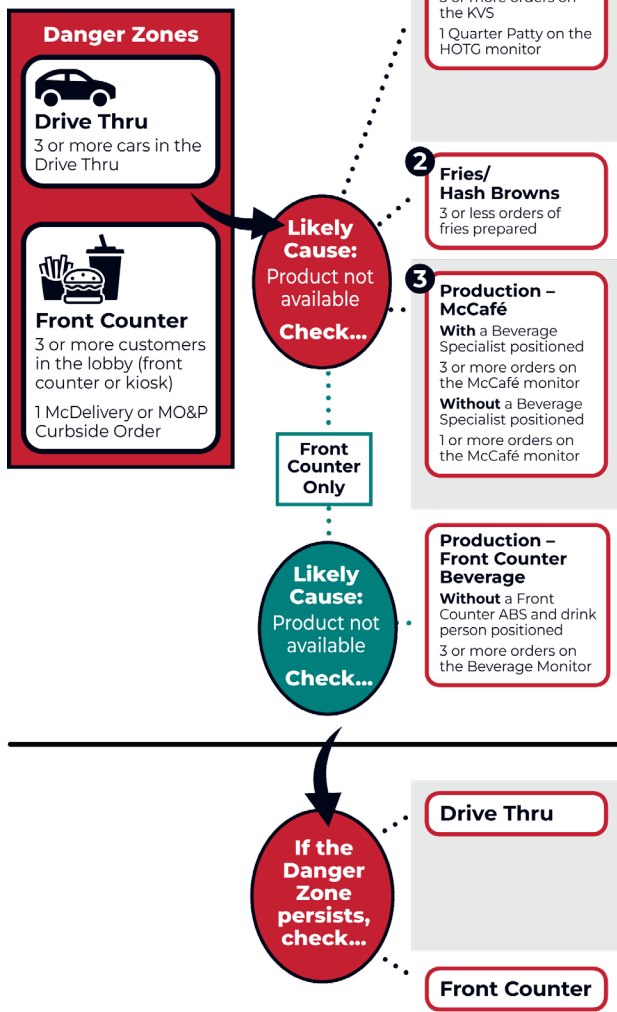 Danger Zones
Drive Thru
3 or more cars in the
Drive Thru
Front Counter
3 or more customers
in the lobby (front
counter or kiosk)
1 McDelivery or MO&P
Curbside Order
Likely
Cause:
Product not
available
Check...
or more orders on
the KVS
1 Quarter Patty on the
HOTG monitor
2
Fries/
Hash Browns
3 or less orders of
fries prepared
3
Production –
McCafé
With a Beverage
Specialist positioned
3 or more orders on
the McCafé monitor
Without a Beverage
Specialist positioned
1 or more orders on
the McCafé monitor
Front
Counter
Only
Likely
Cause:
Product not
available
Check...
Production –
Front Counter
Beverage
Without a Front
Counter ABS and drink
person positioned
3 or more orders on
the Beverage Monitor
If the
Danger
Zone
persists,
check...
Drive Thru
Front Counter